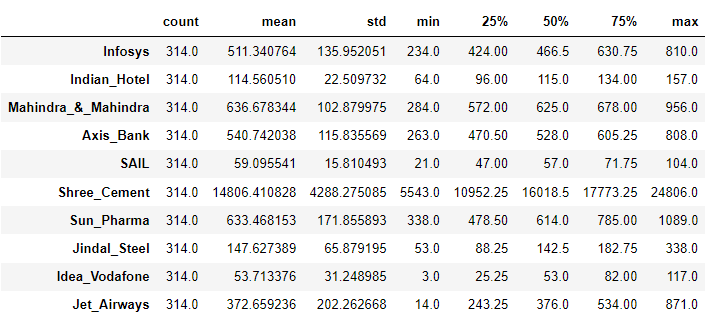 count mean std min 25% 50% 75% max
Infosys 314.0 511.340764 135.952051 234.0 424.00 466.5 630.75 810.0
Indian_Hotel 314.0 114.560510 22.509732 64.0 96.00 115.0 134.00 157.0
Mahindra_&_Mahindra 314.0 636.678344 102.879975 284.0 572.00 625.0 678.00 956.0
Axis_Bank 314.0 540.742038 115.835569 263.0 470.50 528.0 605.25 808.0
SAIL 314.0 59.095541 15.810493 21.0 47.00 57.0 71.75 104.0
Shree_Cement 314.0 14806.410828 4288.275085 5543.0 10952.25 16018.5 17773.25 24806.0
Sun_Pharma 314.0 633.468153 171.855893 338.0 478.50 614.0 785.00 1089.0
Jindal_Steel 314.0 147.627389 65.879195 53.0 88.25 142.5 182.75 338.0
Idea_Vodafone 314.0 53.713376 31.248985 3.0 25.25 53.0 82.00 117.0
Jet_Airways 314.0 372.659236 202.262668 14.0 243.25 376.0 534.00 871.0